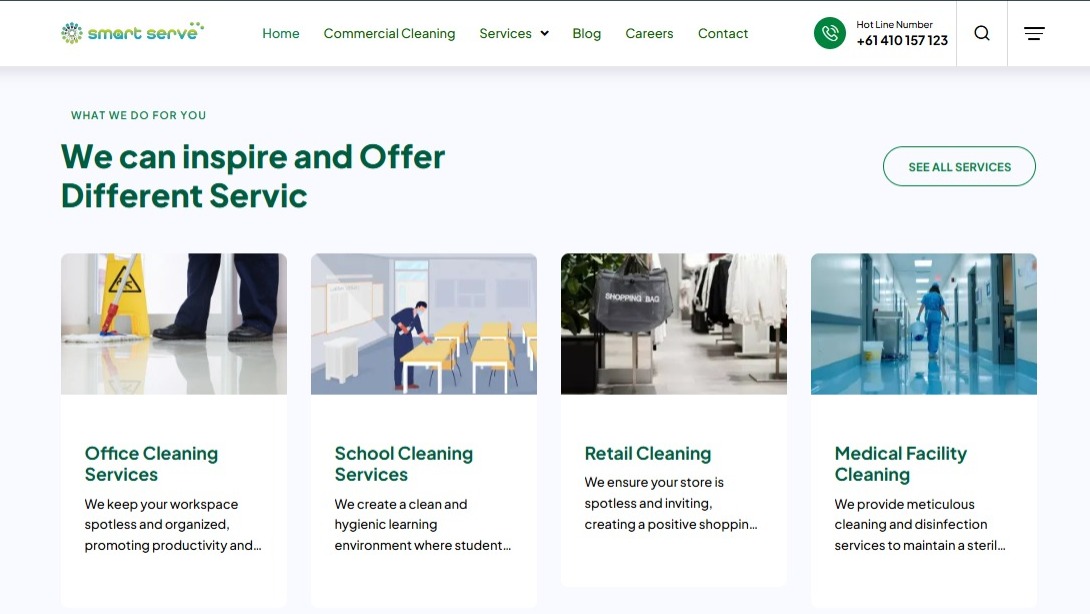 smart serve
Home
Commercial Cleaning
Services
Blog
Careers
Contact
Hot Line Number
+61 410 157 123
WHAT WE DO FOR YOU
We can inspire and Offer
Different Servic
SEE ALL SERVICES
SHOPPING BAG
Office Cleaning
Services
We keep your workspace
spotless and organized,
promoting productivity and...
School Cleaning
Services
We create a clean and
hygienic learning
environment where student...
Retail Cleaning
We ensure your store is
spotless and inviting,
creating a positive shoppin...
Medical Facility
Cleaning
We provide meticulous
cleaning and disinfection
services to maintain a steril...